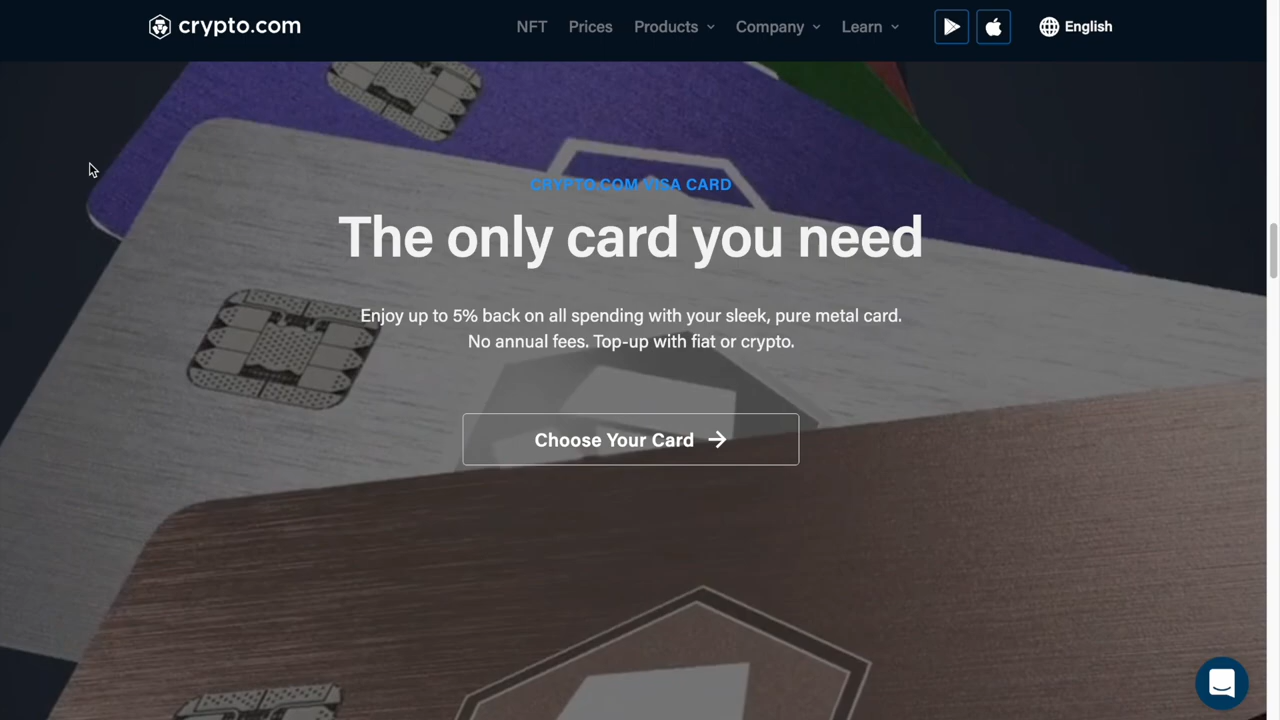 crypto.com
NFT
Prices
Products
Company
Learn
English
CRYPTO.COM VISA CARD
The only card you need
Enjoy up to 5% back on all spending with your sleek, pure metal card.
No annual fees. Top-up with fiat or crypto.
Choose Your Card